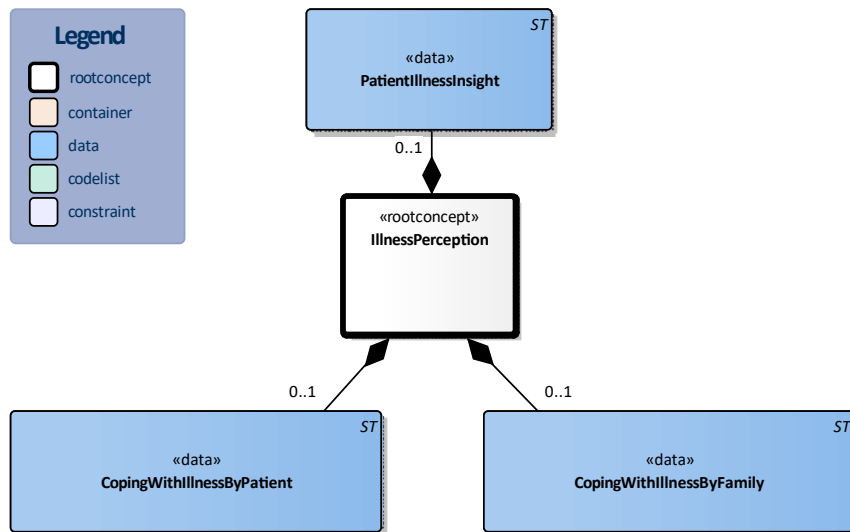 Legend
rootconcept
container
data
codelist
constraint
ST
«data»
PatientIllnessInsight
0..1
«rootconcept»
IllnessPerception
0..1
0..1
ST
«data»
CopingWithIllnessByPatient
ST
«data»
CopingWithIllnessByFamily